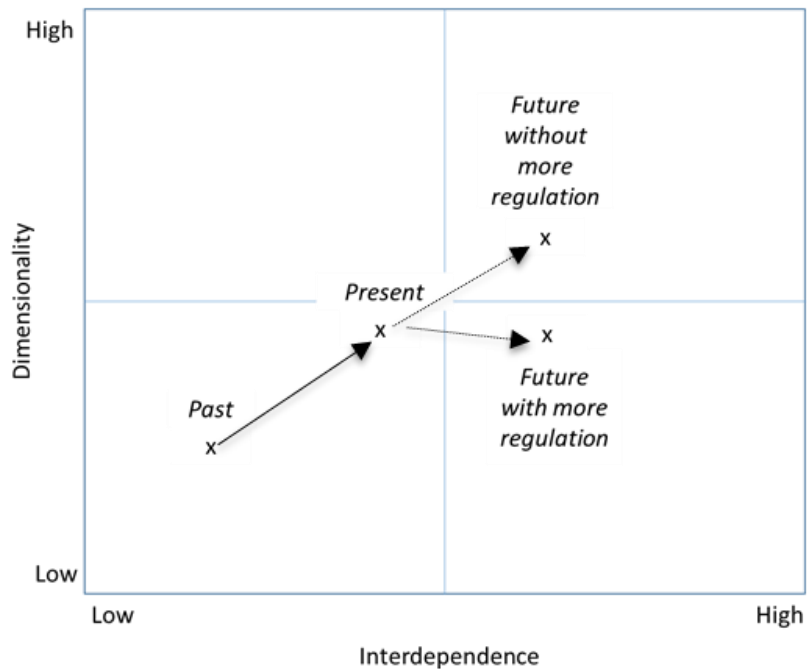 High
Future
without
more
regulation
x
Dimensionality
Present
x
x
Future
with more
regulation
Past
x
Low
Low
High
Interdependence